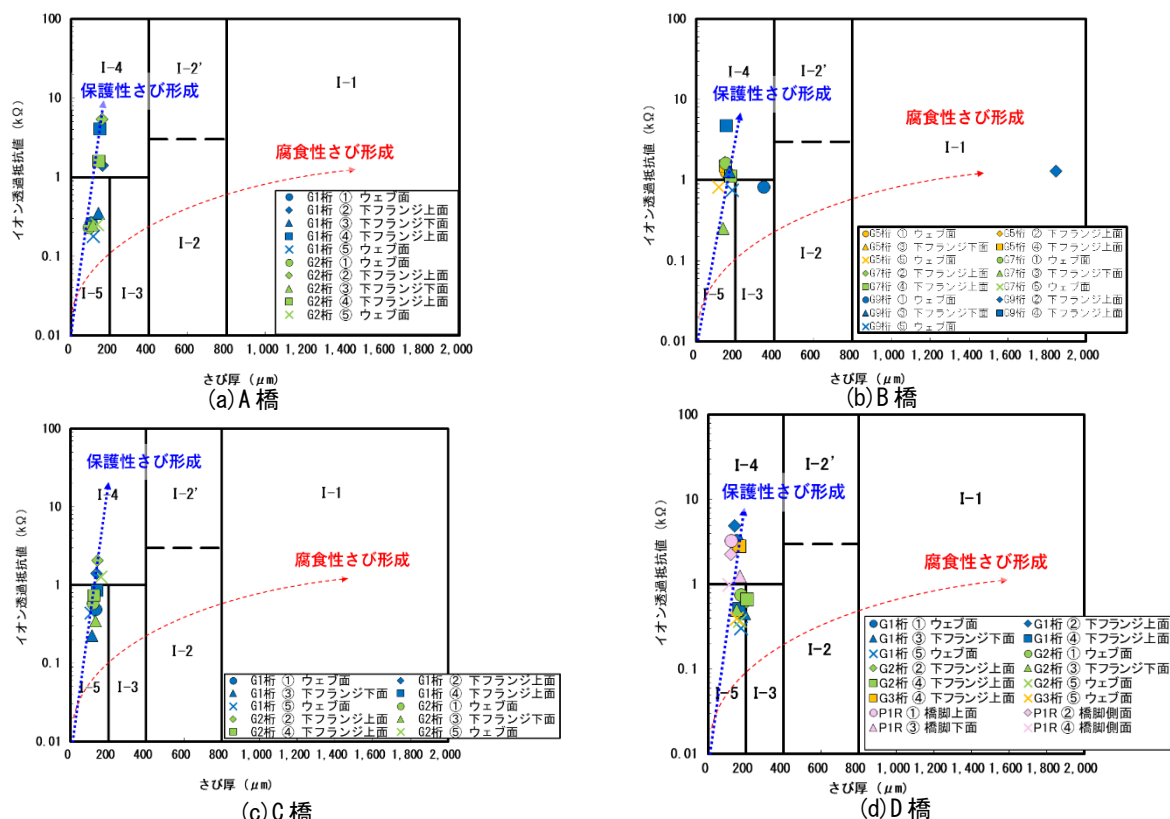 100
10
1
0.1
0.01
イオン透過抵抗値 (kΩ)
I-4
I-2'
I-1
保護性さび形成
腐食性さび形成
I-2
I-5
I-3
G1桁 ① ウェブ面
G1桁 ② 下フランジ上面
G1桁 ③ 下フランジ下面
G1桁 ④ 下フランジ上面
G1桁 ⑤ ウェブ面
G2桁 ① ウェブ面
G2桁 ② 下フランジ上面
G2桁 ③ 下フランジ下面
G2桁 ④ 下フランジ上面
G2桁 ⑤ ウェブ面
0 200 400 600 800 1,000 1,200 1,400 1,600 1,800 2,000
さび厚 (μm)
(a)A橋
100
10
1
0.1
0.01
イオン透過抵抗値 (kΩ)
I-4
I-2'
保護性さび形成
腐食性さび形成
I-1
I-2
I-5
I-3
G5桁 ① ウェブ面 G5桁 ② 下フランジ上面
G5桁 ③ 下フランジ下面 G5桁 ④ 下フランジ上面
G5桁 ⑤ ウェブ面 G7桁 ① ウェブ面
G7桁 ② 下フランジ上面 G7桁 ③ 下フランジ下面
G7桁 ④ 下フランジ上面 G7桁 ⑤ ウェブ面
G9桁 ① ウェブ面 G9桁 ② 下フランジ上面
G9桁 ③ 下フランジ下面 G9桁 ④ 下フランジ上面
G9桁 ⑤ ウェブ面
0 200 400 600 800 1,000 1,200 1,400 1,600 1,800 2,000
さび厚 (μm)
(b)B橋
100
10
1
0.1
0.01
イオン透過抵抗値 (kΩ)
保護性さび形成
I-4
I-2'
I-1
腐食性さび形成
I-2
I-5
I-3
G1桁 ① ウェブ面 G1桁 ② 下フランジ上面
G1桁 ③ 下フランジ下面 G1桁 ④ 下フランジ上面
G1桁 ⑤ ウェブ面 G2桁 ① ウェブ面
G2桁 ② 下フランジ上面 G2桁 ③ 下フランジ下面
G2桁 ④ 下フランジ上面 G2桁 ⑤ ウェブ面
0 200 400 600 800 1,000 1,200 1,400 1,600 1,800 2,000
さび厚 (μm)
(c)C橋
100
10
1
0.1
0.01
イオン透過抵抗値 (kΩ)
I-4
I-2'
I-1
保護性さび形成
腐食性さび形成
I-2
I-5
I-3
G1桁 ① ウェブ面 G1桁 ② 下フランジ上面
G1桁 ③ 下フランジ下面 G1桁 ④ 下フランジ上面
G1桁 ⑤ ウェブ面 G2桁 ① ウェブ面
G2桁 ② 下フランジ上面 G2桁 ③ 下フランジ下面
G2桁 ④ 下フランジ上面 G2桁 ⑤ ウェブ面
G3桁 ④ 下フランジ上面 G3桁 ⑤ ウェブ面
P1R ① 橋脚上面 P1R ② 橋脚側面
P1R ③ 橋脚下面 P1R ④ 橋脚側面
0 200 400 600 800 1,000 1,200 1,400 1,600 1,800 2,000
さび厚 (μm)
(d)D橋